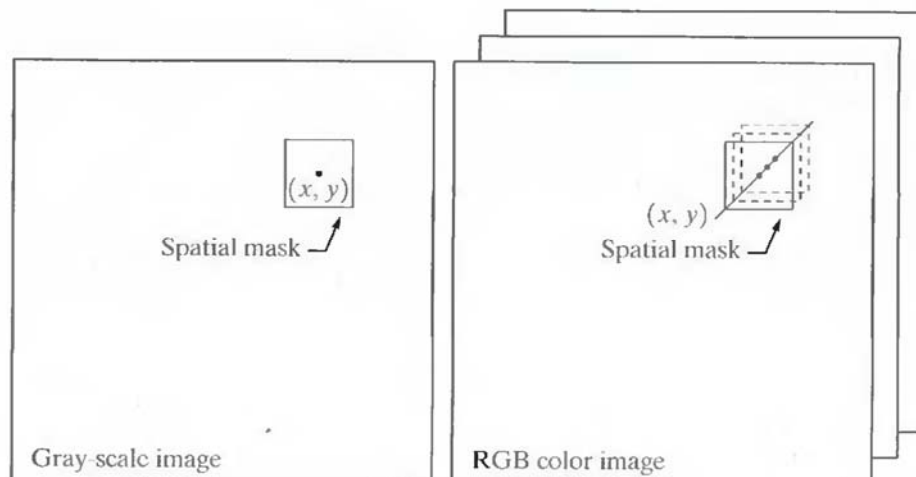 (x, y)
Spatial mask
Gray-scale image
(x, y)
Spatial mask
RGB color image